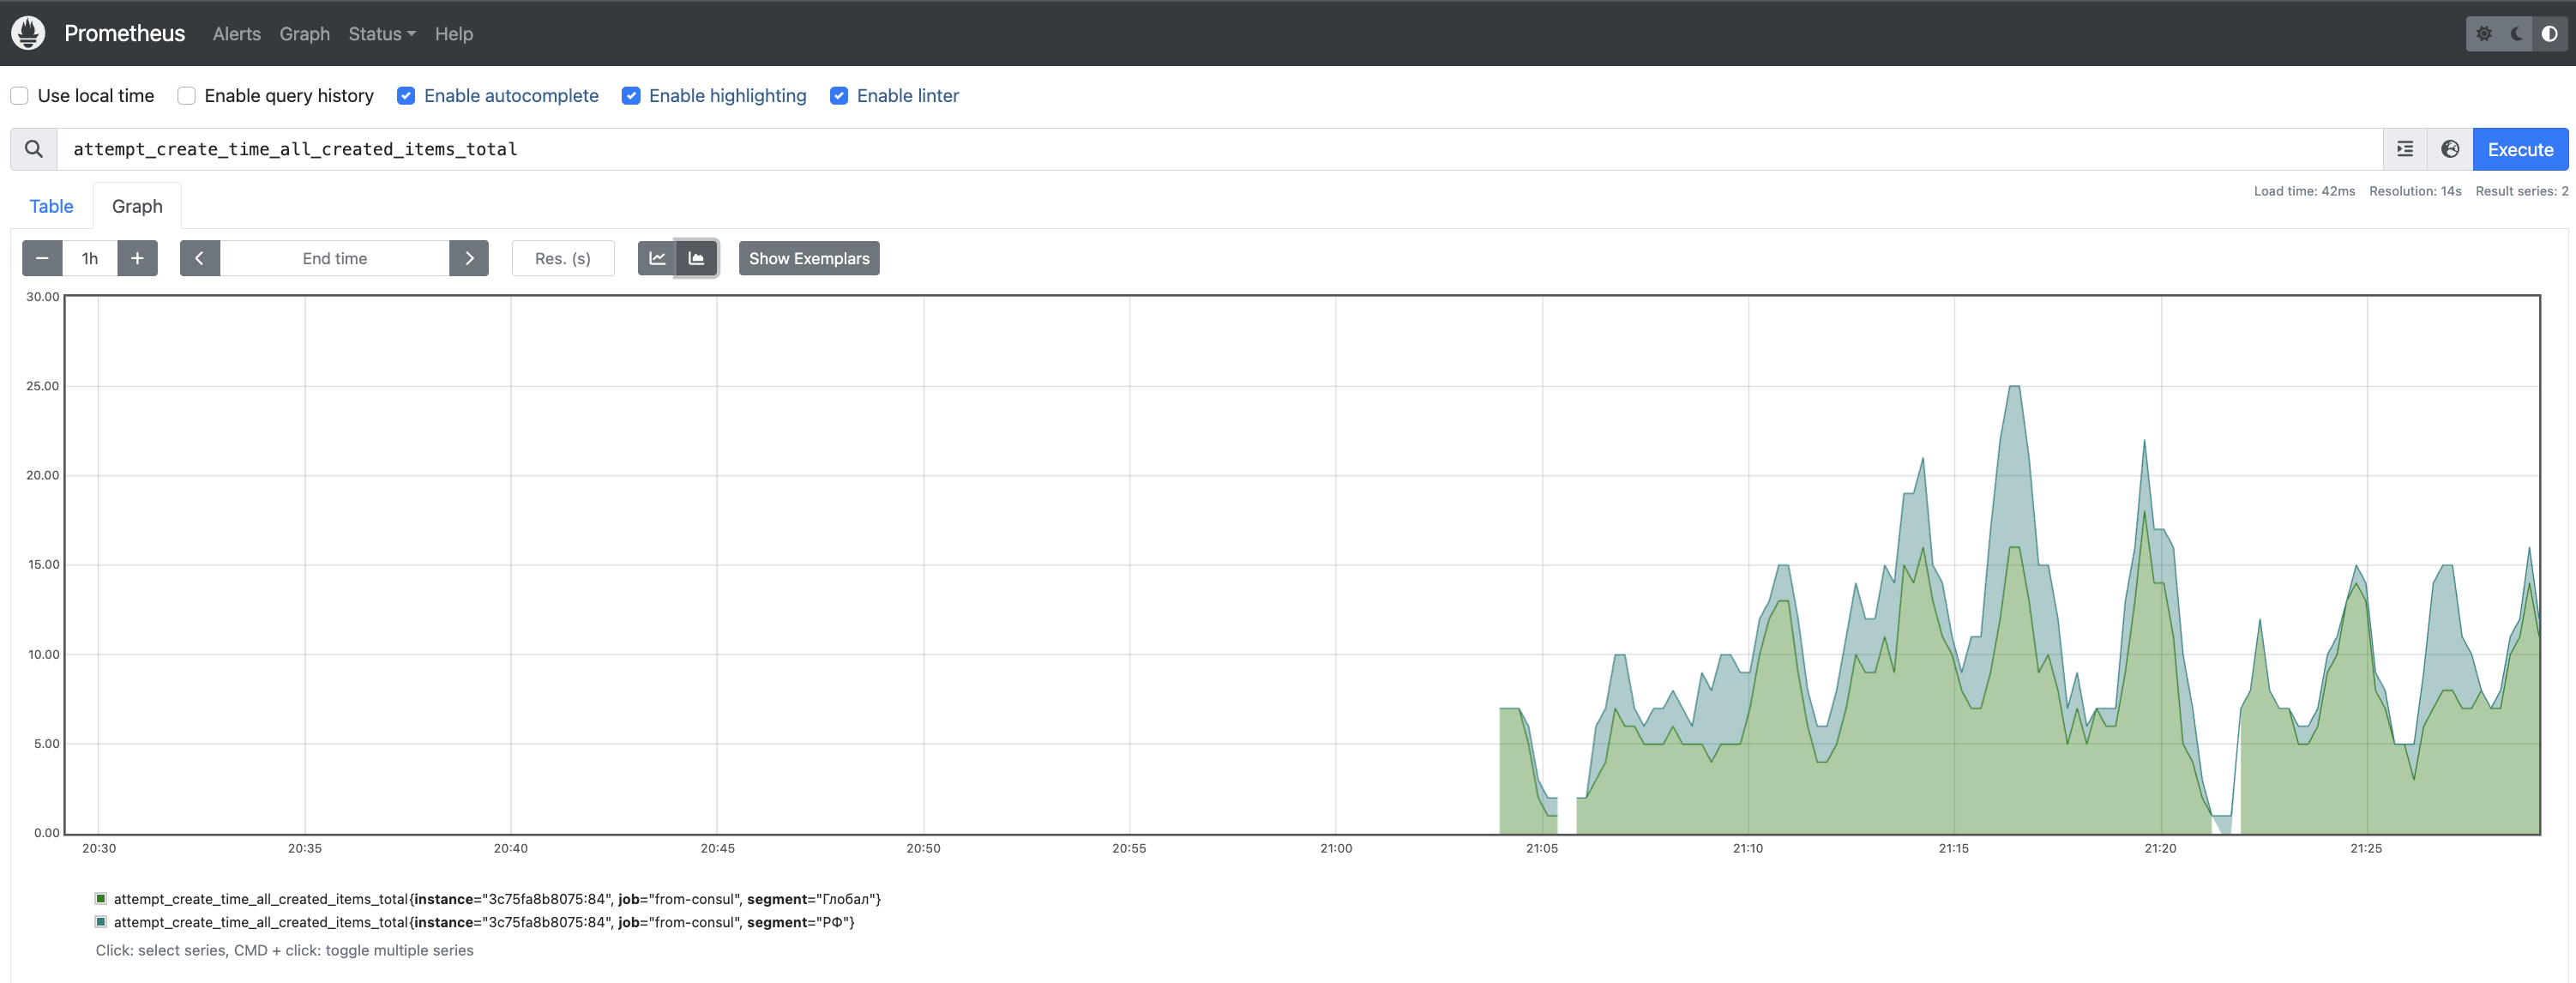 Prometheus Alerts Graph Status Help
Use local time Enable query history Enable autocomplete Enable highlighting Enable linter
attempt_create_time_all_created_items_total Execute
Table Graph Load time: 42ms Resolution: 14s Result series: 2
1h End time Res. (s) Show Exemplars
30.00
25.00
20.00
15.00
10.00
5.00
0.00
20:30 20:35 20:40 20:45 20:50 20:55 21:00 21:05 21:10 21:15 21:20 21:25
attempt_create_time_all_created_items_total{instance="3c75fa8b8075:84", job="from-consul", segment="Глобал"}
attempt_create_time_all_created_items_total{instance="3c75fa8b8075:84", job="from-consul", segment="РФ"}
Click: select series, CMD + click: toggle multiple series